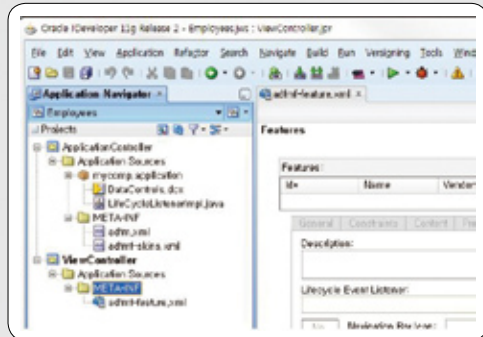 Oracle JDeveloper 11g Release 2 - Employees.jws : ViewController.jpr
File Edit View Application Refactor Search Navigate Build Run Versioning Tools Wind
Application Navigator
adfmf-feature.xml
Employees
Projects
Features
ApplicationController
Application Sources
mycomp.application
DataControls.dcx
LifeCycleListenerImpl.java
META-INF
adfm.xml
adfmf-skins.xml
ViewController
Application Sources
META-INF
adfmf-feature.xml
Features:
Id* Name Vendor
General Constraints Content
Description:
Lifecycle Event Listener:
Navigation Bar Icon: